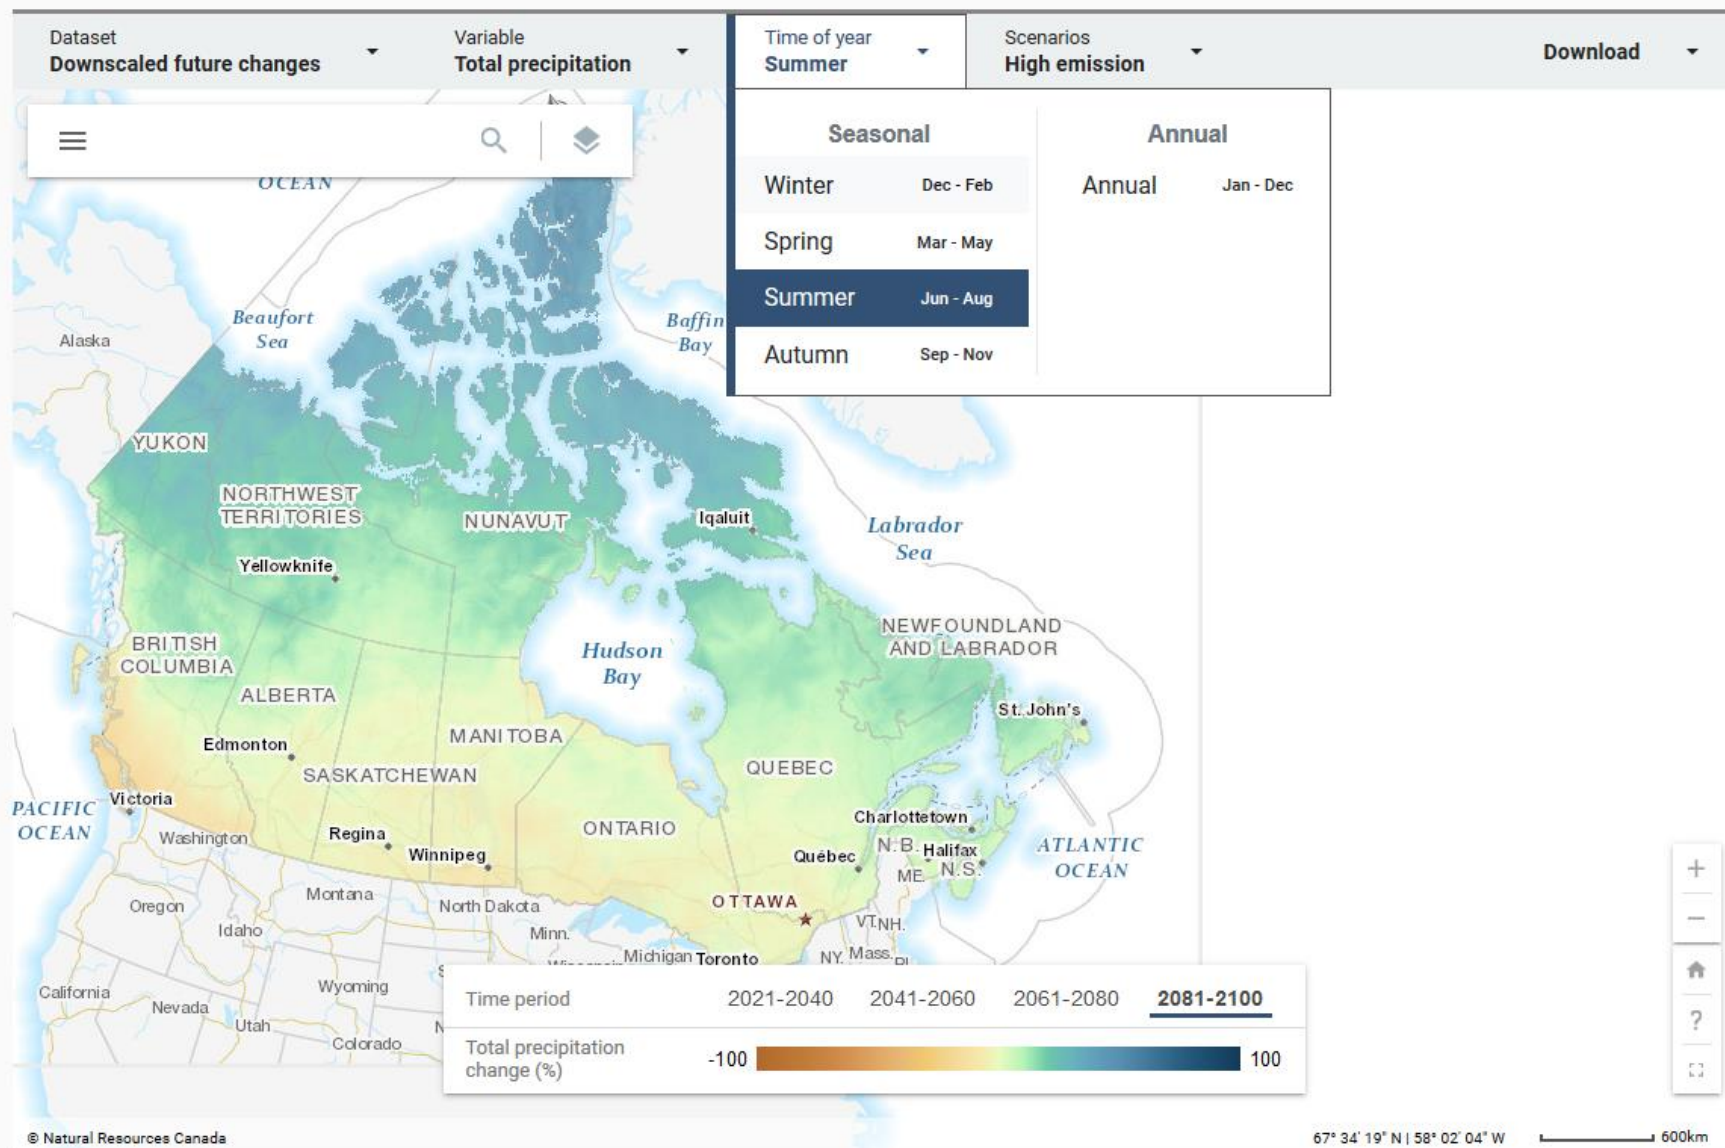 Dataset
Downscaled future changes
Variable
Total precipitation
Time of year
Summer
Scenarios
High emission
Download
Seasonal
Annual
Winter Dec - Feb
Annual Jan - Dec
Spring Mar - May
Summer Jun - Aug
Autumn Sep - Nov
OCEAN
Beaufort
Sea
Baffin
Bay
Alaska
YUKON
NORTHWEST
TERRITORIES
NUNAVUT
Iqaluit
Labrador
Sea
Yellowknife
BRITISH
COLUMBIA
Hudson
Bay
NEWFOUNDLAND
AND LABRADOR
ALBERTA
St. John's
Edmonton
MANITOBA
SASKATCHEWAN
QUEBEC
PACIFIC
OCEAN
Victoria
Washington
Regina
Winnipeg
ONTARIO
Charlottetown
Québec
N.B.
Halifax
N.S.
ME.
ATLANTIC
OCEAN
Montana
Oregon
North Dakota
OTTAWA
Idaho
Minn.
VT.
NH.
Michigan
Toronto
NY.
Mass.
California
Wyoming
Nevada
Utah
Colorado
Time period 2021-2040 2041-2060 2061-2080 2081-2100
Total precipitation
change (%)
-100 100
+
−
?
© Natural Resources Canada
67° 34' 19" N | 58° 02' 04" W
600km